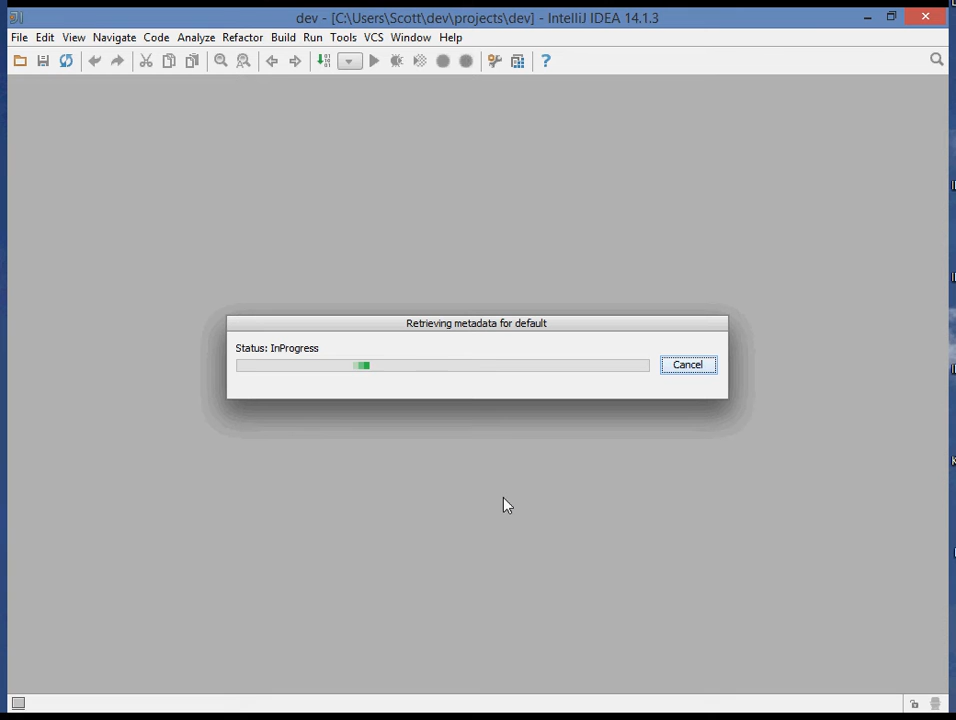 dev - [C:\Users\Scott\dev\projects\dev] - IntelliJ IDEA 14.1.3
File Edit View Navigate Code Analyze Refactor Build Run Tools VCS Window Help
?
Retrieving metadata for default
Status: InProgress
Cancel